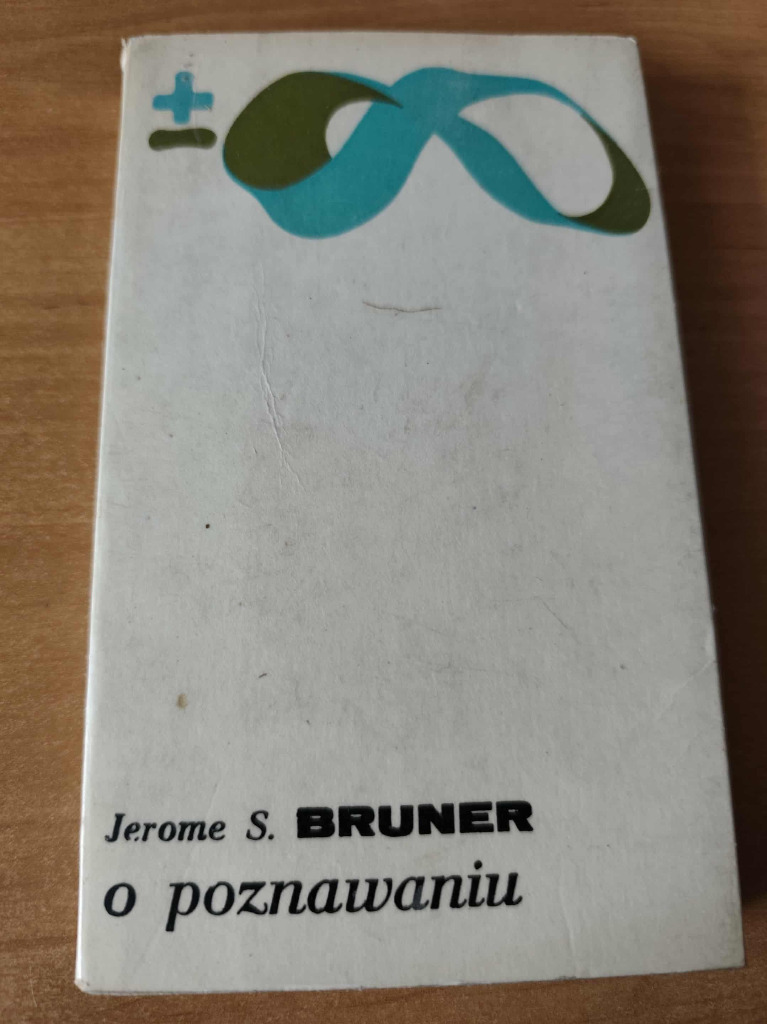 ±
Jerome S. BRUNER
o poznawaniu